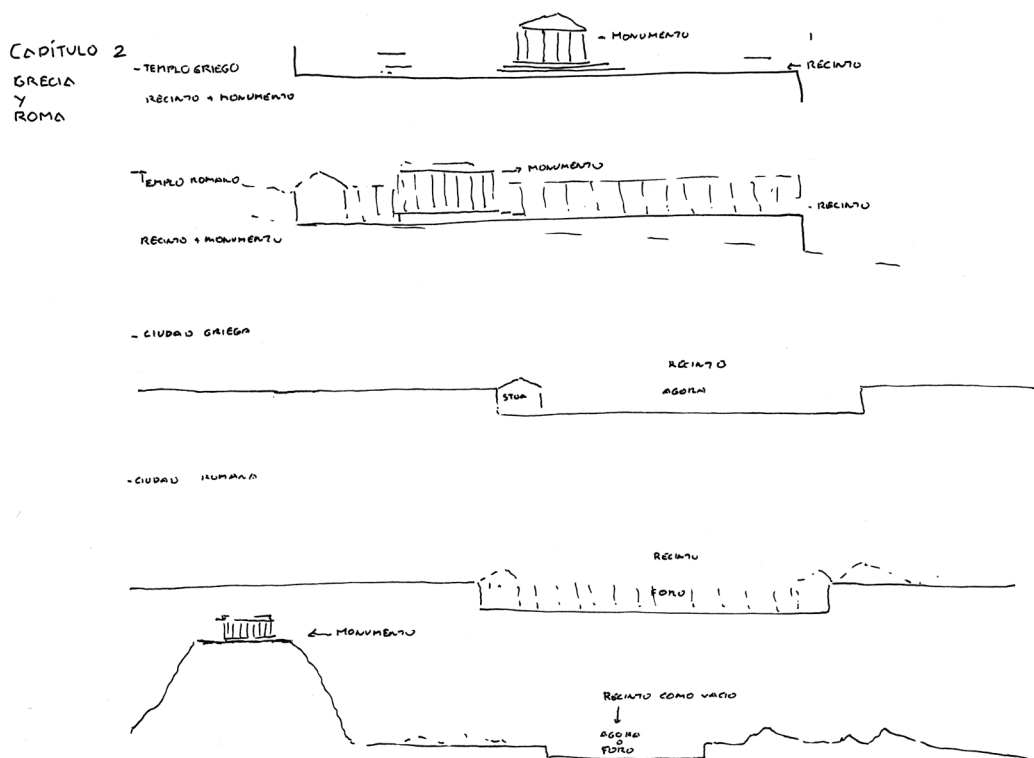 CAPÍTULO 2
GRECIA
Y
ROMA
- TEMPLO GRIEGO
RECINTO + MONUMENTO
- MONUMENTO
← RECINTO
- TEMPLO ROMANO
RECINTO + MONUMENTO
→ MONUMENTO
- RECINTO
- CIUDAD GRIEGA
STOA
RECINTO
AGORA
- CIUDAD ROMANA
RECINTO
FORO
← MONUMENTO
RECINTO COMO VACIO
AGORA
O
FORO